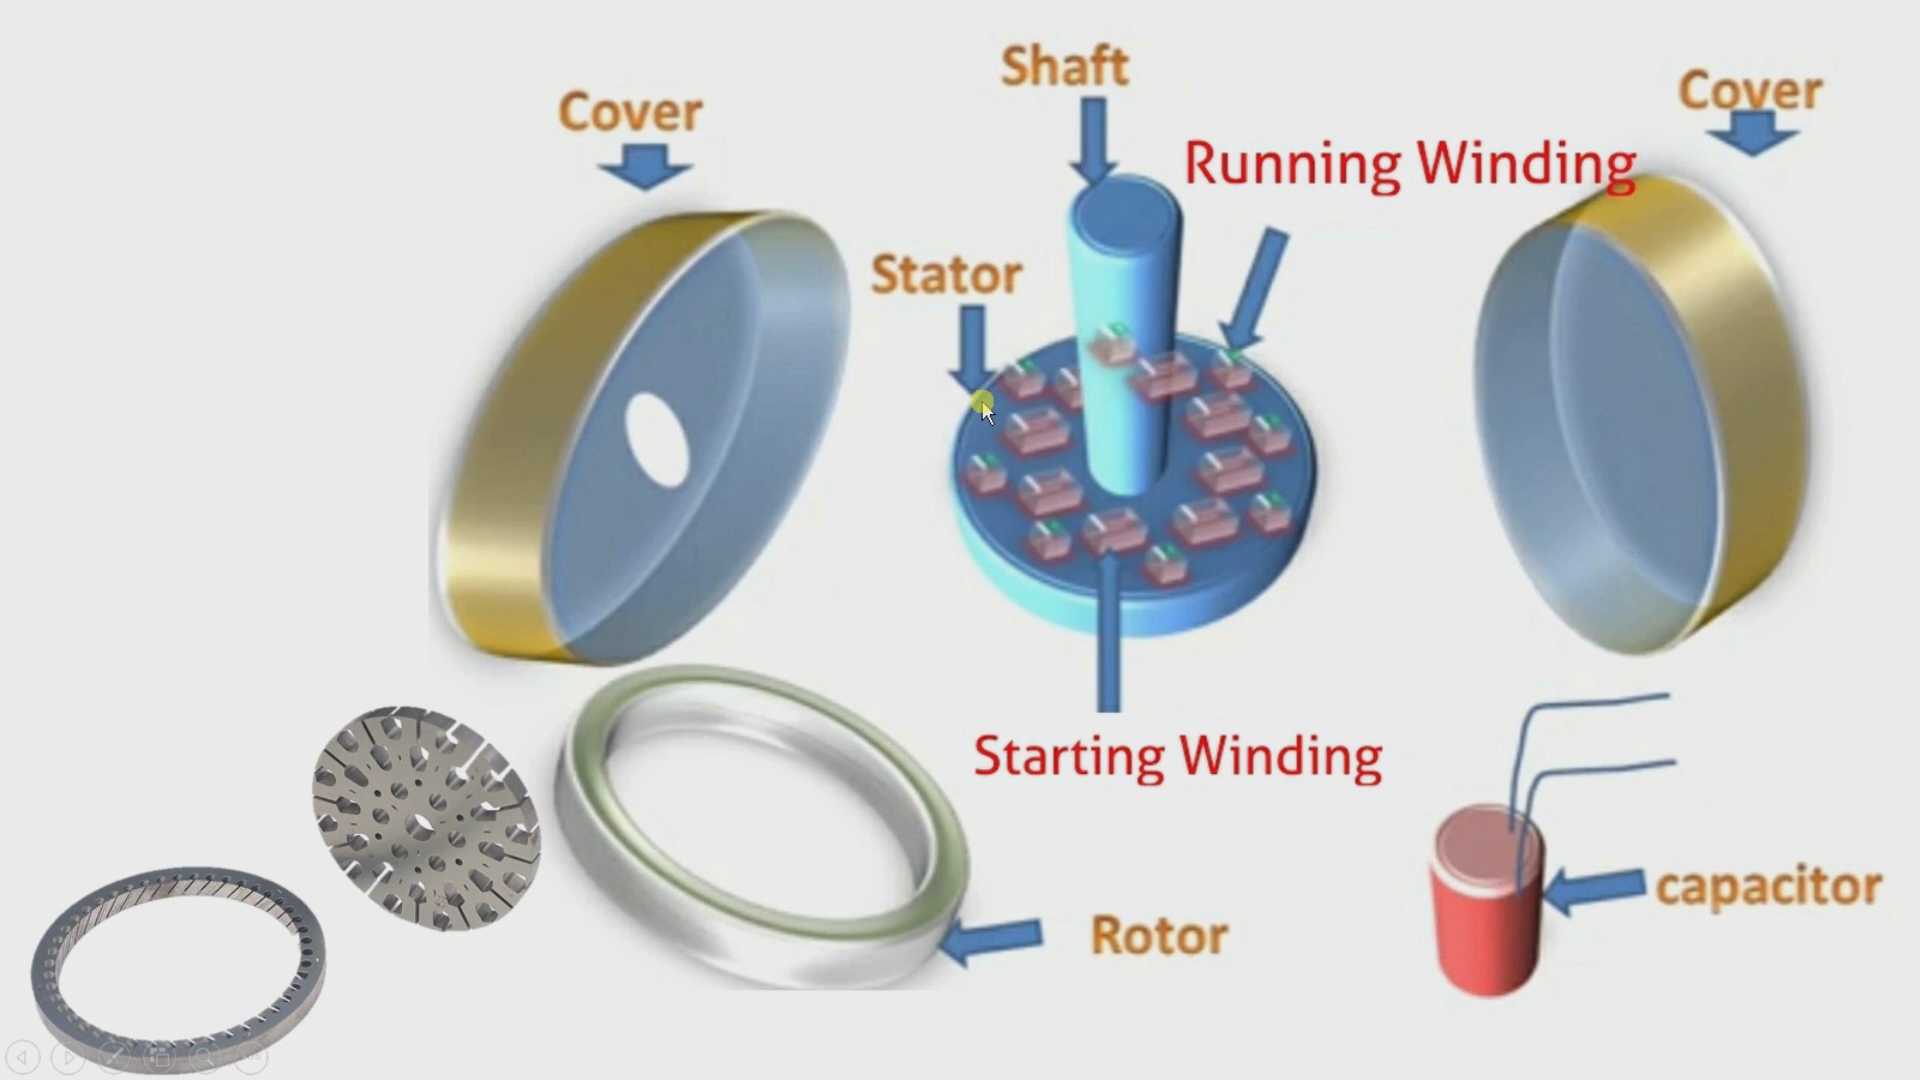 Shaft
Cover
Cover
Running Winding
Stator
Starting Winding
capacitor
Rotor